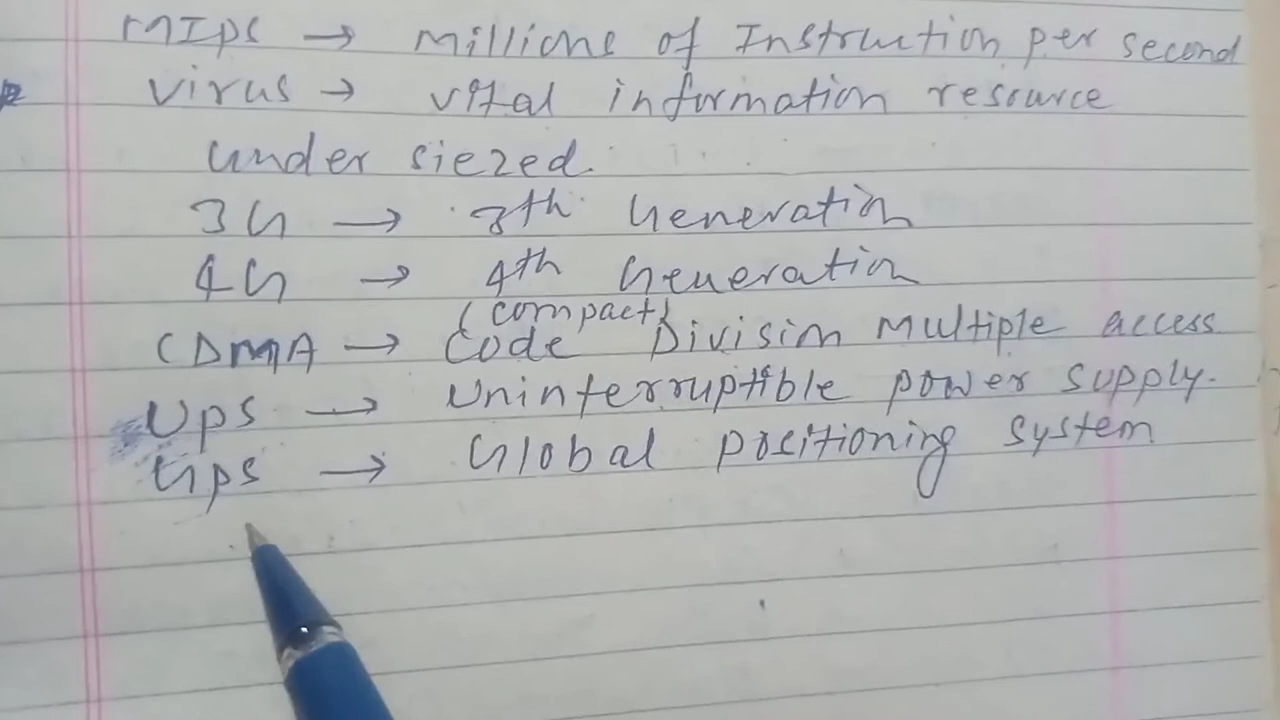 MIPS → Millions of Instruction per second
Virus → Vital information resource
under siezed.
3G → 3th Generation
4G → 4th Generation
(compact)
CDMA → Code Division Multiple access
UPS → Uninterruptible power supply.
GPS → Global positioning system